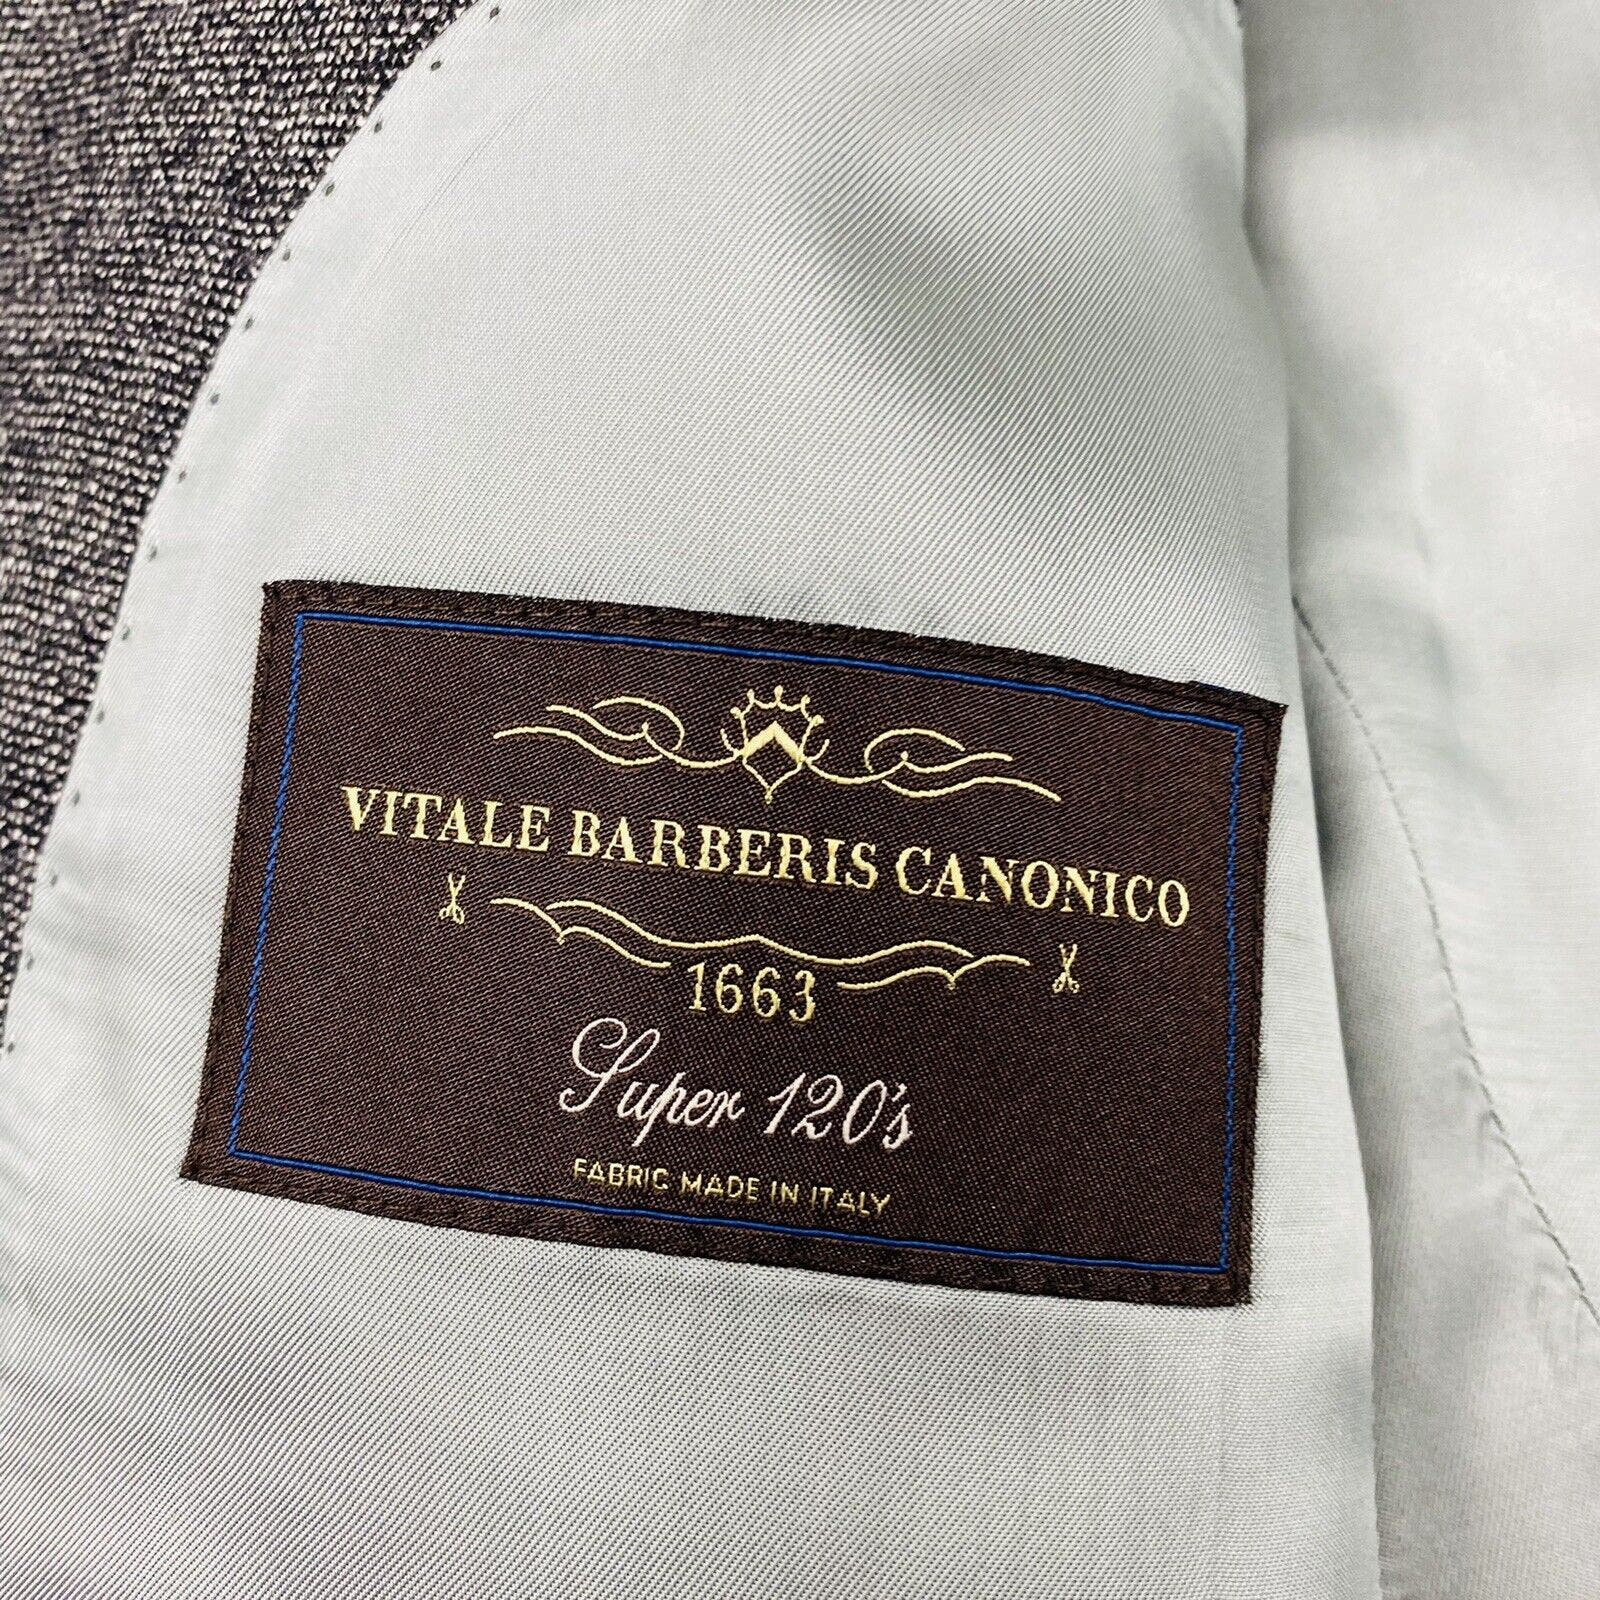 VITALE BARBERIS CANONICO
1663
Super 120's
FABRIC MADE IN ITALY